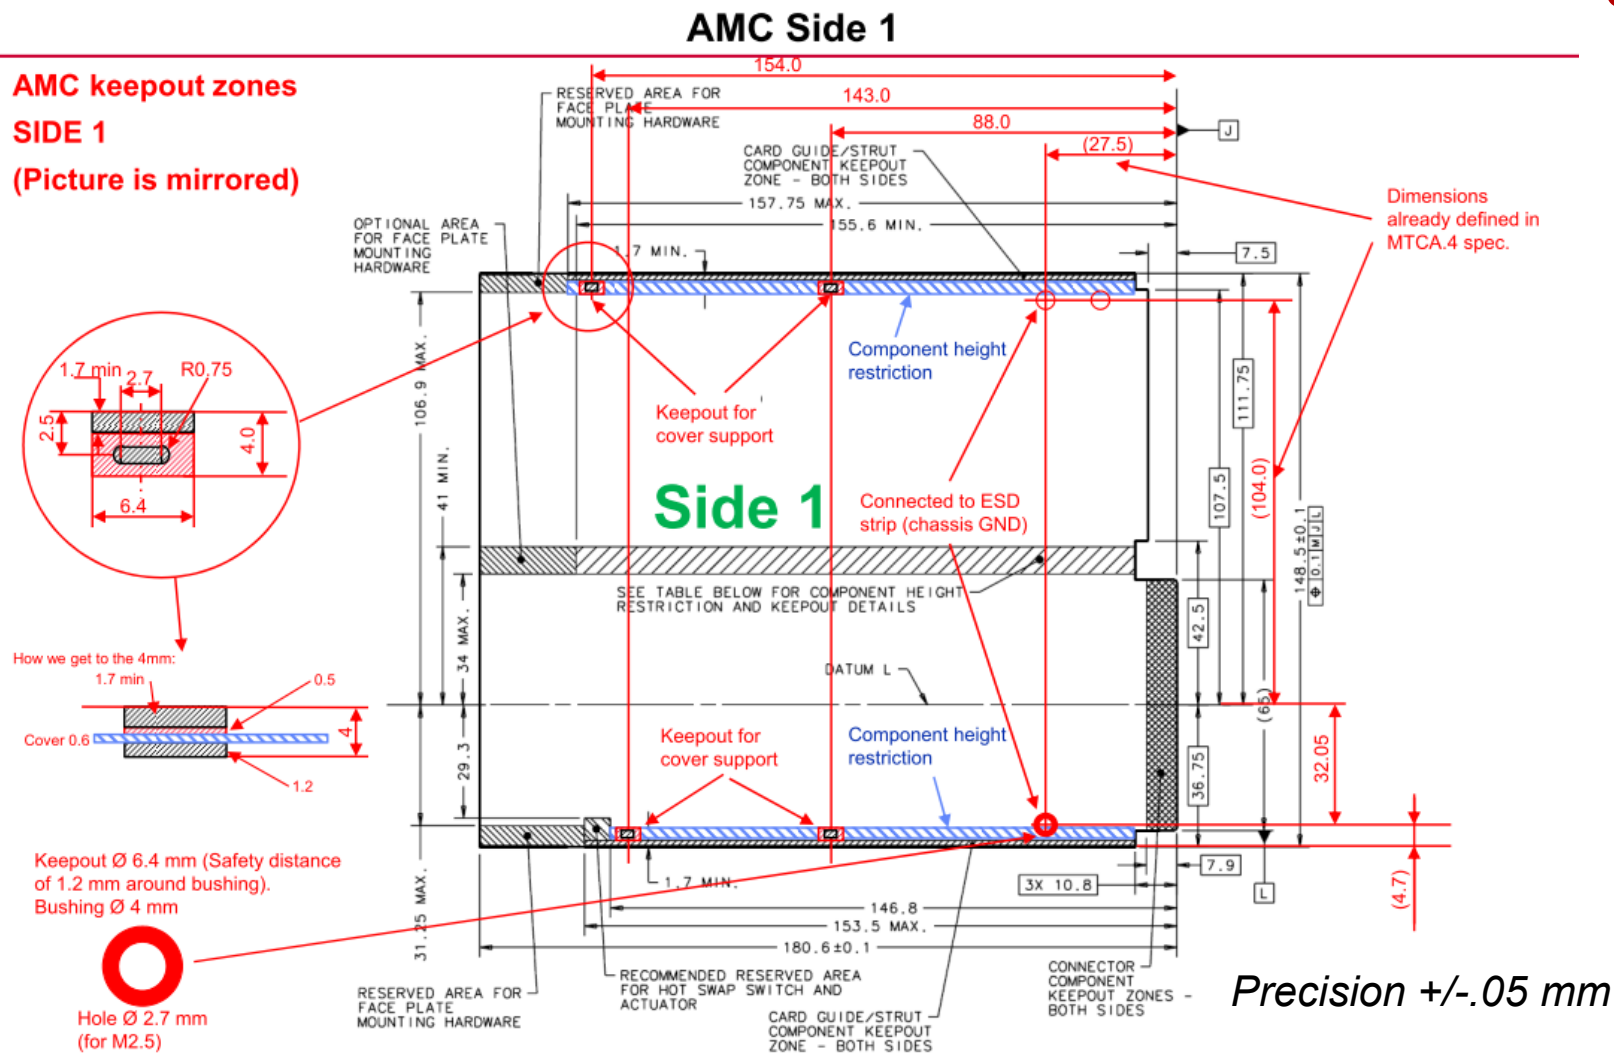 AMC Side 1
AMC keepout zones
SIDE 1
(Picture is mirrored)
154.0
RESERVED AREA FOR
FACE PLATE
MOUNTING HARDWARE
143.0
88.0
J
(27.5)
CARD GUIDE/STRUT
COMPONENT KEEPOUT
ZONE - BOTH SIDES
Dimensions
already defined in
MTCA.4 spec.
157.75 MAX.
155.6 MIN.
OPTIONAL AREA
FOR FACE PLATE
MOUNTING
HARDWARE
1.7 MIN.
7.5
Component height
restriction
106.9 MAX.
111.75
1.7 min
2.7
R0.75
2.5
4.0
6.4
Keepout for
cover support
41 MIN.
Side 1
Connected to ESD
strip (chassis GND)
107.5
(104.0)
148.5±0.1
⌖ 0.1 M J L
SEE TABLE BELOW FOR COMPONENT HEIGHT
RESTRICTION AND KEEPOUT DETAILS
34 MAX.
42.5
How we get to the 4mm:
1.7 min
0.5
DATUM L
(65)
Cover 0.6
4
1.2
Keepout for
cover support
Component height
restriction
29.3
36.75
32.05
Keepout Ø 6.4 mm (Safety distance
of 1.2 mm around bushing).
Bushing Ø 4 mm
31.25 MAX.
1.7 MIN.
7.9
3X 10.8
L
(4.7)
146.8
153.5 MAX.
180.6±0.1
RECOMMENDED RESERVED AREA
FOR HOT SWAP SWITCH AND
ACTUATOR
RESERVED AREA FOR
FACE PLATE
MOUNTING HARDWARE
CONNECTOR
COMPONENT
KEEPOUT ZONES -
BOTH SIDES
CARD GUIDE/STRUT
COMPONENT KEEPOUT
ZONE - BOTH SIDES
Precision +/-.05 mm
Hole Ø 2.7 mm
(for M2.5)